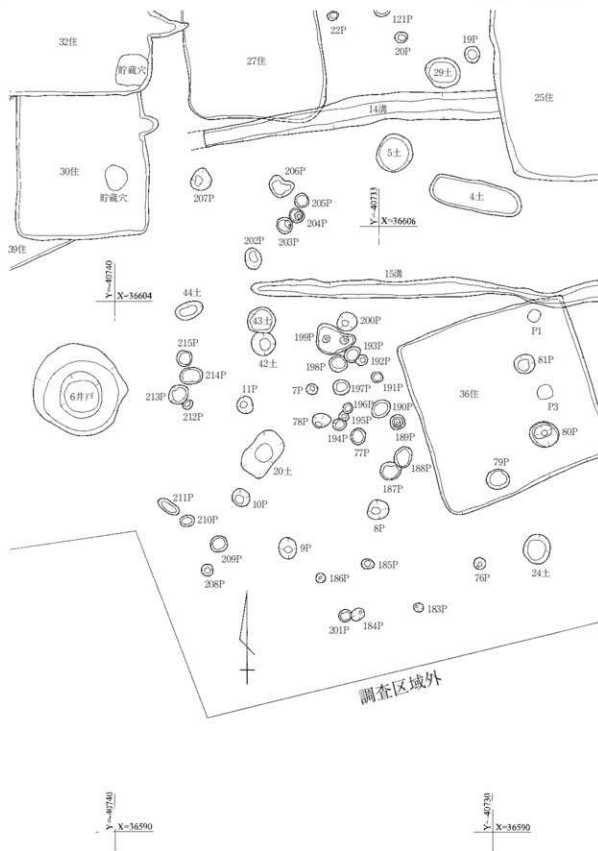 22P
121P
20P
19P
32住
貯蔵穴
27住
29土
25住
14溝
5土
30住
貯蔵穴
207P
206P
205P
204P
203P
4土
Y=-40733
X=36606
39住
202P
Y=-40740
X=36604
15溝
44土
43土
42土
200P
199P
193P
198P
192P
P1
215P
214P
213P
212P
6井戸
11P
7P
197P
191P
81P
36住
196P
190P
P3
78P
195P
194P
189P
80P
77P
20土
188P
187P
79P
211P
10P
210P
8P
209P
9P
208P
186P
185P
76P
24土
201P
184P
183P
調査区域外
Y=-40740
X=36590
Y=-40730
X=36590